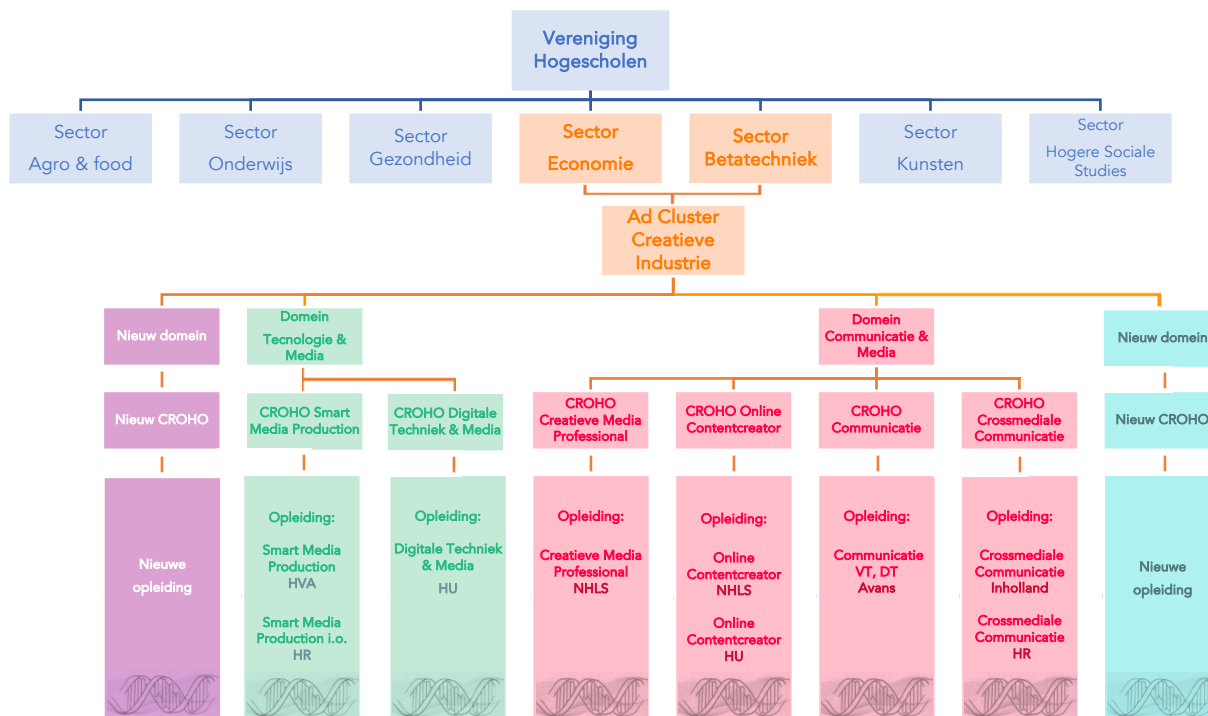 Vereniging
Hogescholen
Sector
Agro & food
Sector
Onderwijs
Sector
Gezondheid
Sector
Economie
Sector
Betatechniek
Sector
Kunsten
Sector
Hogere Sociale
Studies
Ad Cluster
Creatieve
Industrie
Nieuw domein
Domein
Tecnologie &
Media
Domein
Communicatie &
Media
Nieuw domein
Nieuw CROHO
CROHO Smart
Media Production
CROHO Digitale
Techniek & Media
CROHO
Creatieve Media
Professional
CROHO Online
Contentcreator
CROHO
Communicatie
CROHO
Crossmediale
Communicatie
Nieuw CROHO
Nieuwe
opleiding
Opleiding:
Smart Media
Production
HVA
Smart Media
Production i.o.
HR
Opleiding:
Digitale Techniek
& Media
HU
Opleiding:
Creatieve Media
Professional
NHLS
Opleiding:
Online
Contentcreator
NHLS
Online
Contentcreator
HU
Opleiding:
Communicatie
VT, DT
Avans
Opleiding:
Crossmediale
Communicatie
Inholland
Crossmediale
Communicatie
HR
Nieuwe
opleiding